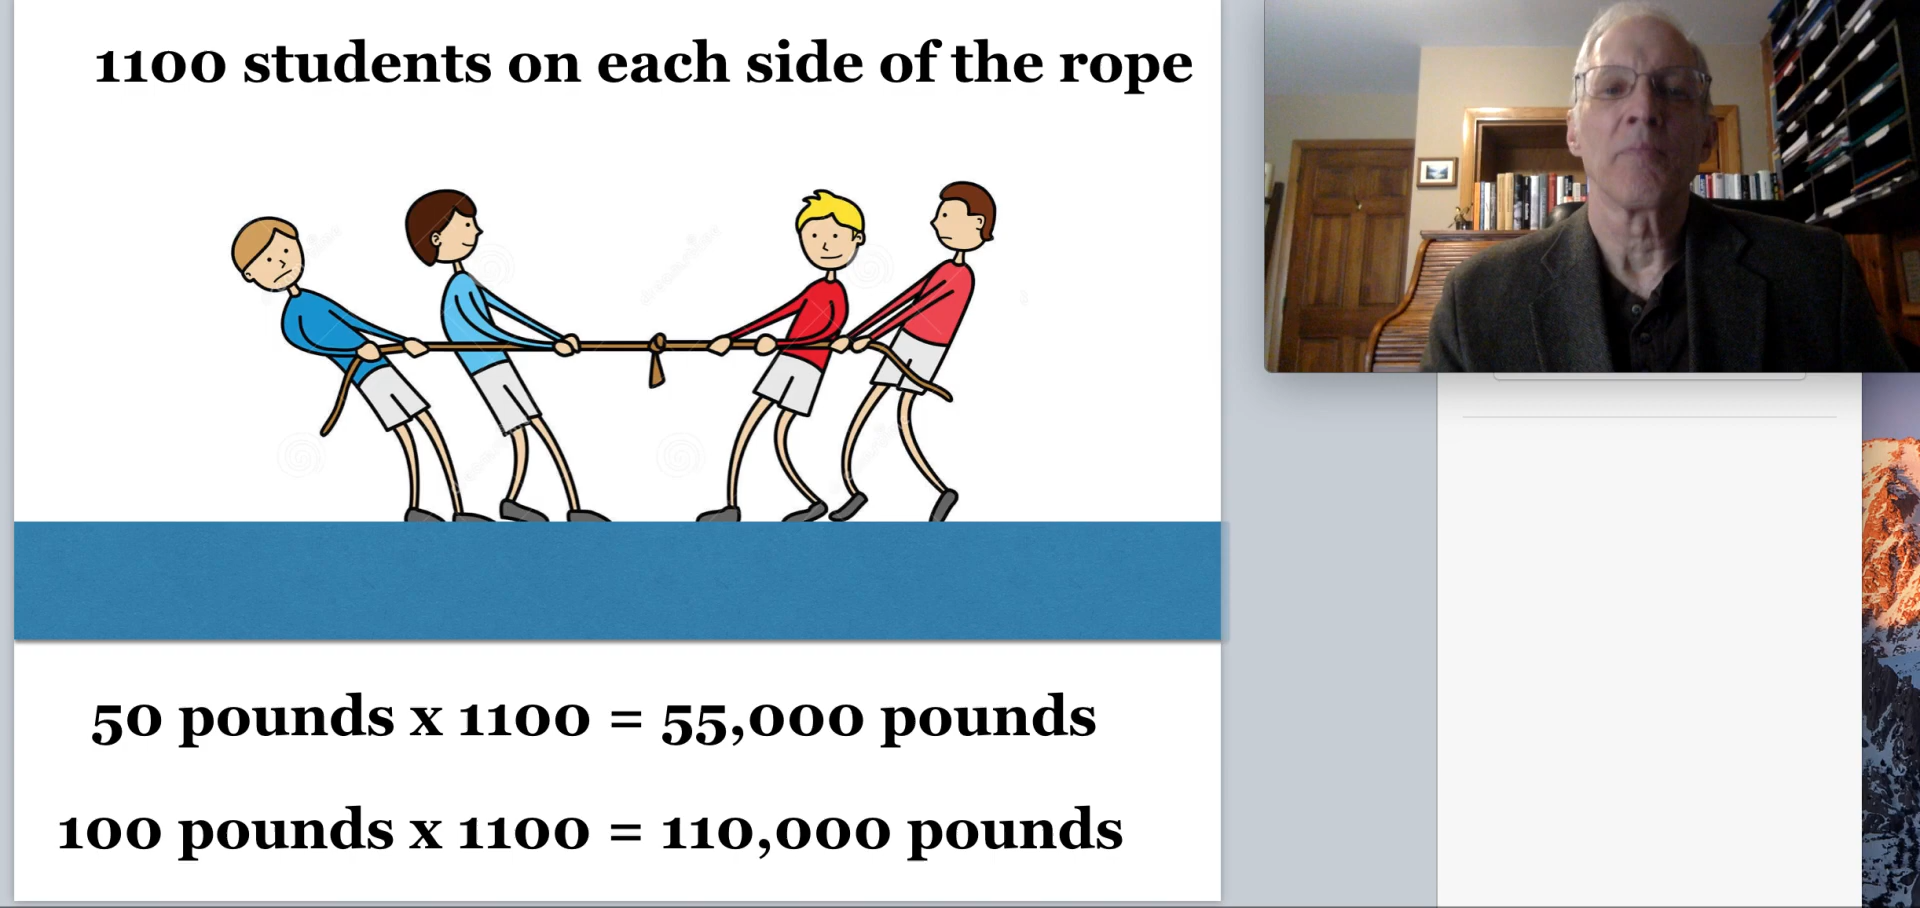 1100 students on each side of the rope
50 pounds x 1100 = 55,000 pounds
100 pounds x 1100 = 110,000 pounds